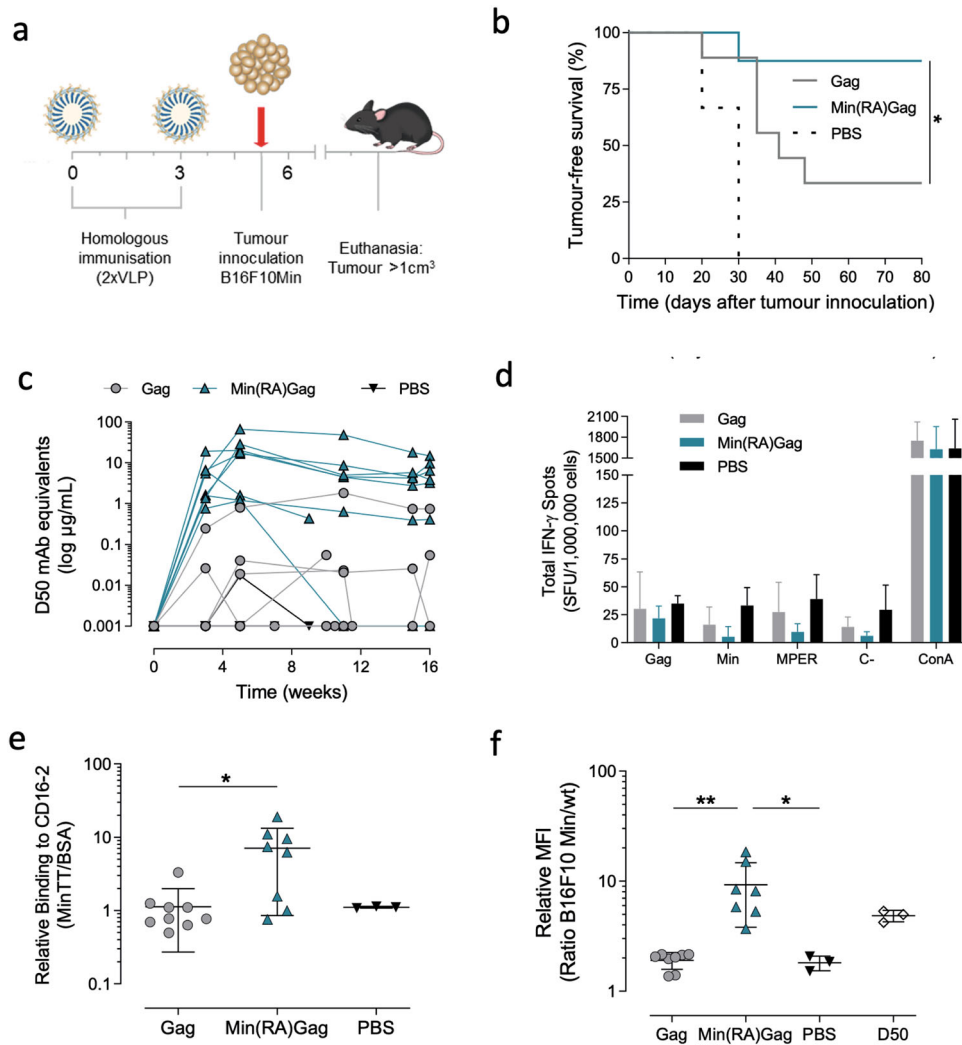 a
0
3
6
Homologous
immunisation
(2xVLP)
Tumour
innoculation
B16F10Min
Euthanasia:
Tumour >1cm³
b
Tumour-free survival (%)
100
75
50
25
0
Gag
Min(RA)Gag
PBS
*
0 10 20 30 40 50 60 70 80
Time (days after tumour innoculation)
c
Gag Min(RA)Gag PBS
D50 mAb equivalents
(log µg/mL)
100
10
1
0.1
0.01
0.001
0 4 8 12 16
Time (weeks)
d
Total IFN-γ Spots
(SFU/1,000,000 cells)
2100
1800
1500
150
125
100
75
50
25
0
Gag
Min(RA)Gag
PBS
Gag Min MPER C- ConA
e
Relative Binding to CD16-2
(MinTT/BSA)
100
10
1
0.1
*
Gag Min(RA)Gag PBS
f
Relative MFI
(Ratio B16F10 Min/wt)
100
10
1
** *
Gag Min(RA)Gag PBS D50